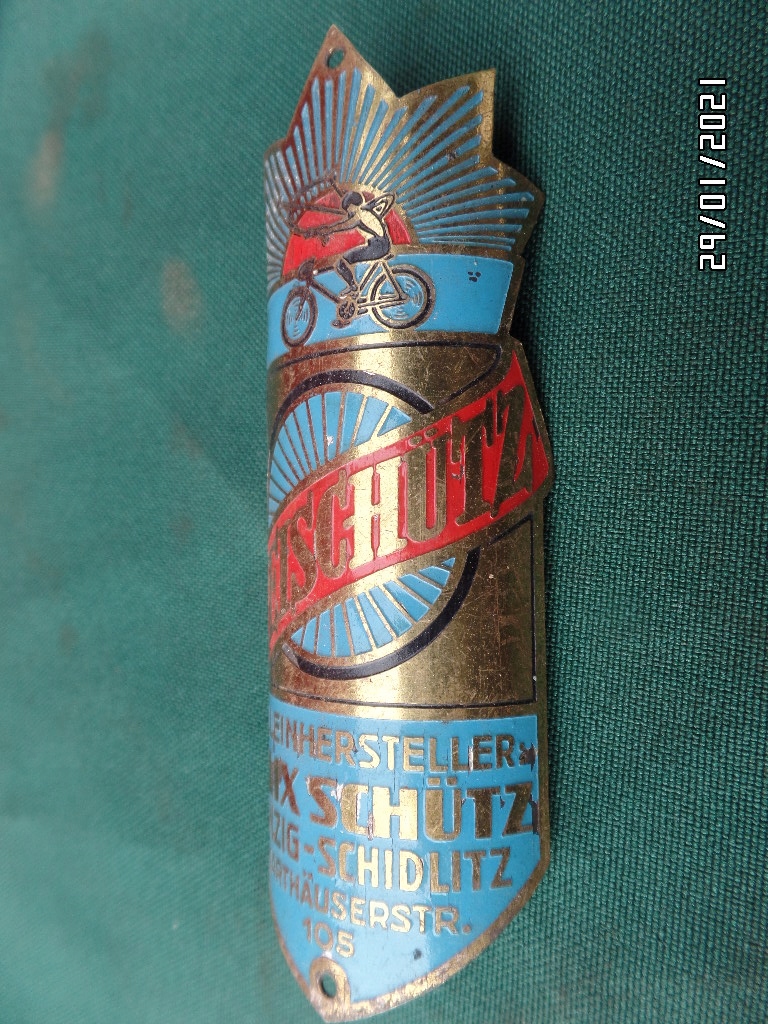 SCHÜTZ
EINHERSTELLER:
SCHÜTZ
ZIG-SCHIDLITZ
THÄUSERSTR.
105
29/01/2021